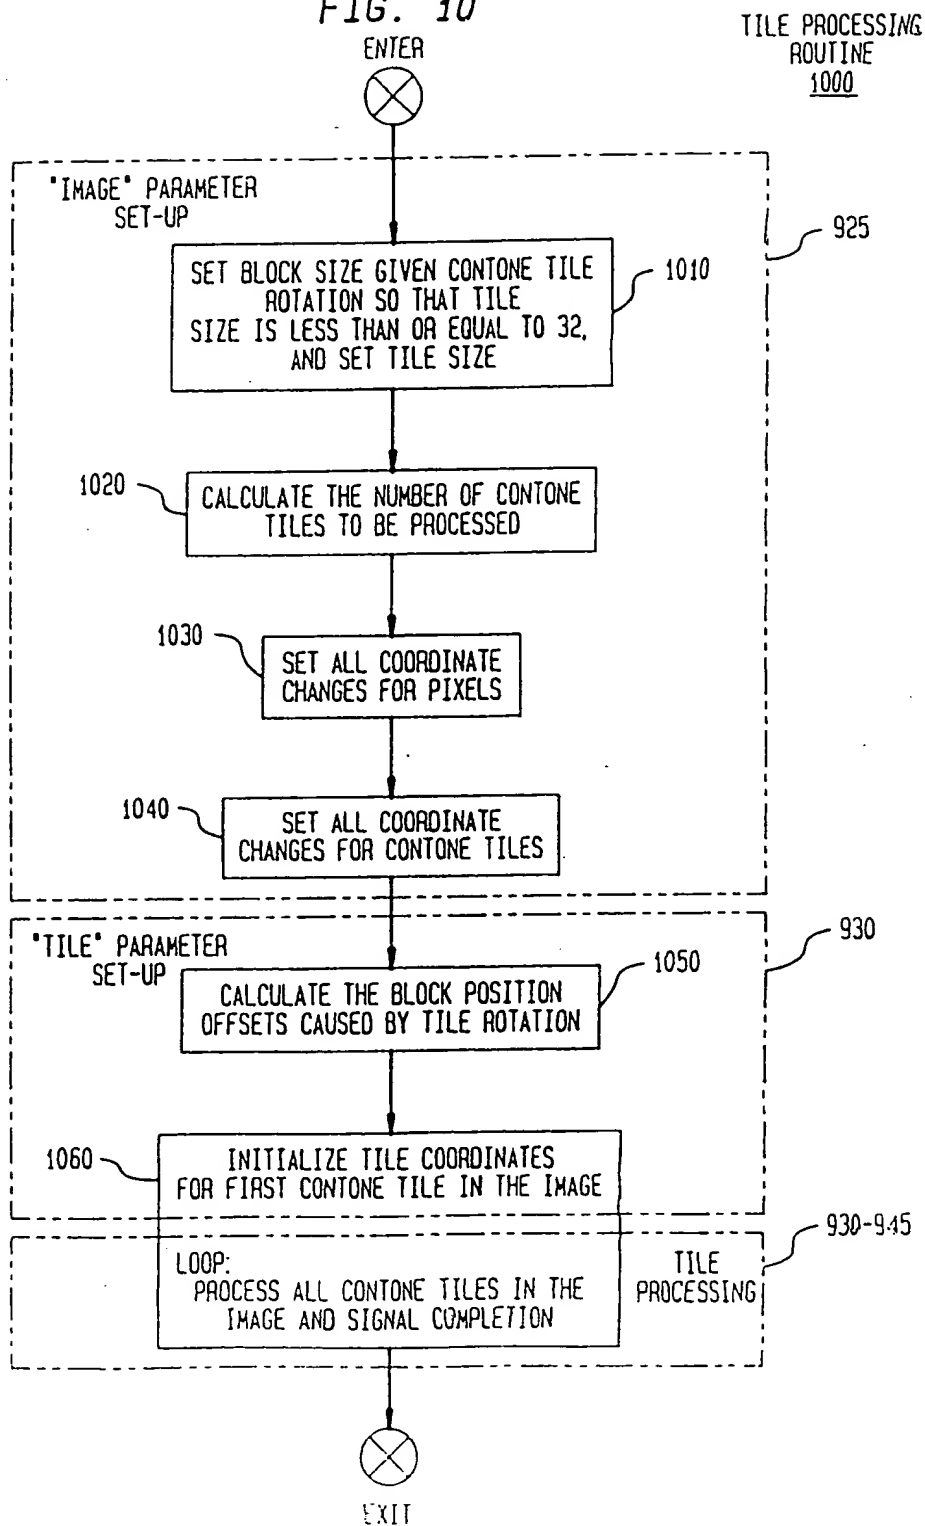 FIG. 10
TILE PROCESSING
ROUTINE
1000
ENTER
"IMAGE" PARAMETER
SET-UP
925
SET BLOCK SIZE GIVEN CONTONE TILE
ROTATION SO THAT TILE
SIZE IS LESS THAN OR EQUAL TO 32,
AND SET TILE SIZE
1010
1020
CALCULATE THE NUMBER OF CONTONE
TILES TO BE PROCESSED
1030
SET ALL COORDINATE
CHANGES FOR PIXELS
1040
SET ALL COORDINATE
CHANGES FOR CONTONE TILES
"TILE" PARAMETER
SET-UP
930
1050
CALCULATE THE BLOCK POSITION
OFFSETS CAUSED BY TILE ROTATION
1060
INITIALIZE TILE COORDINATES
FOR FIRST CONTONE TILE IN THE IMAGE
930-945
LOOP:
PROCESS ALL CONTONE TILES IN THE
IMAGE AND SIGNAL COMPLETION
TILE
PROCESSING
EXIT